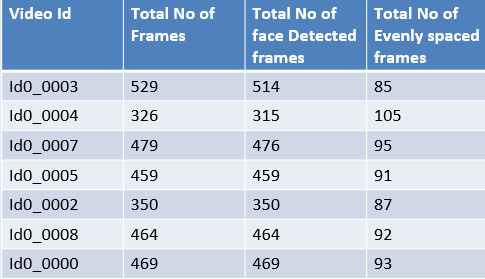 Video Id Total No of Total No of Total No of
Frames face Detected Evenly spaced
frames frames
Id0_0003 529 514 85
Id0_0004 326 315 105
Id0_0007 479 476 95
Id0_0005 459 459 91
Id0_0002 350 350 87
Id0_0008 464 464 92
Id0_0000 469 469 93